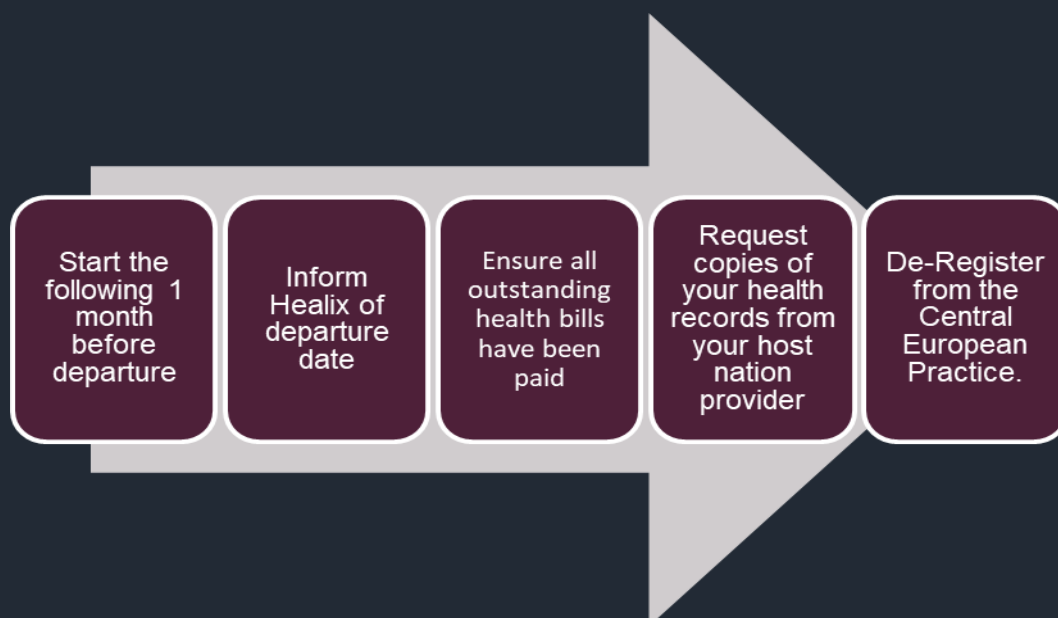 Start the
following 1
month
before
departure
Inform
Healix of
departure
date
Ensure all
outstanding
health bills
have been
paid
Request
copies of
your health
records from
your host
nation
provider
De-Register
from the
Central
European
Practice.